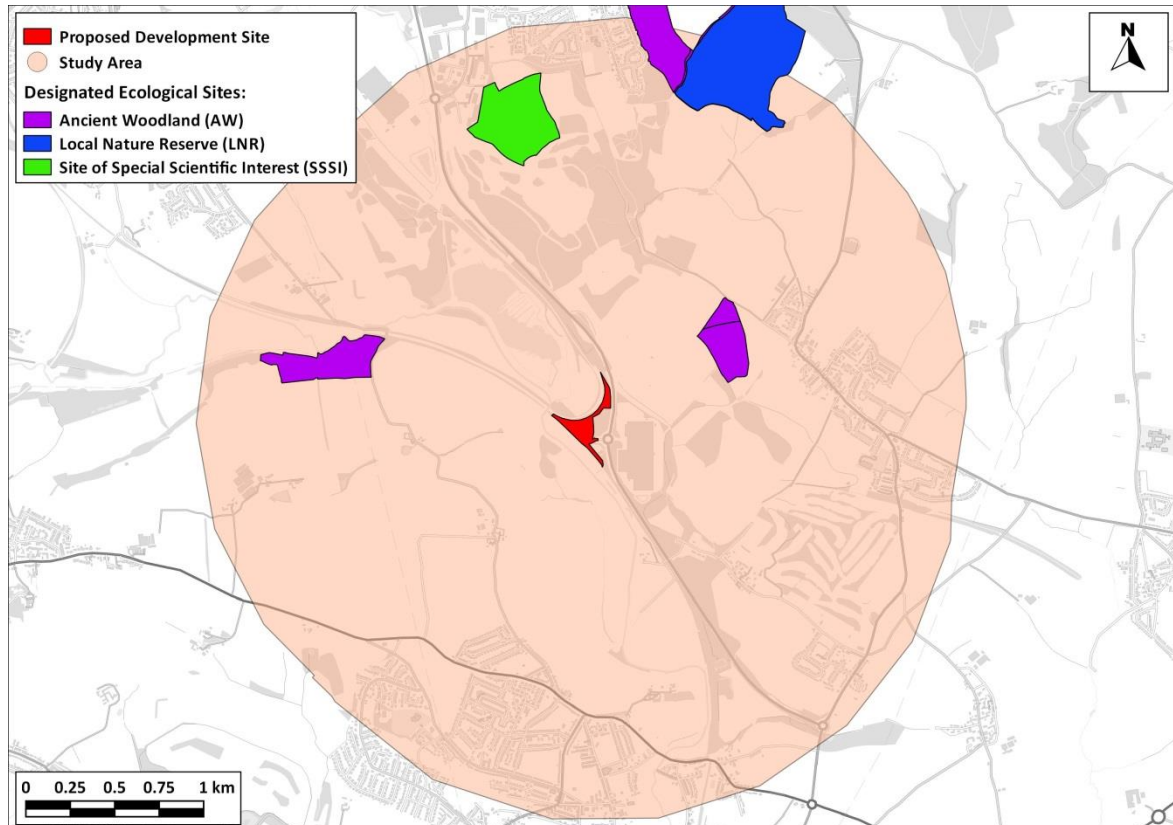 Proposed Development Site
Study Area
Designated Ecological Sites:
Ancient Woodland (AW)
Local Nature Reserve (LNR)
Site of Special Scientific Interest (SSSI)
N
0 0.25 0.5 0.75 1 km